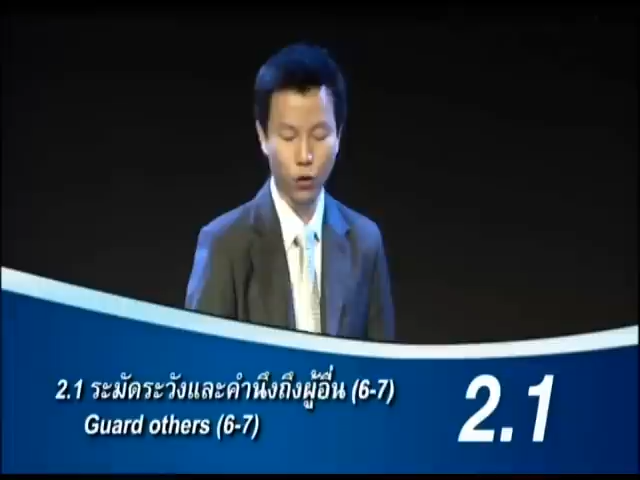 2.1 ระมัดระวังและคำนึงถึงผู้อื่น (6-7)
Guard others (6-7)
2.1